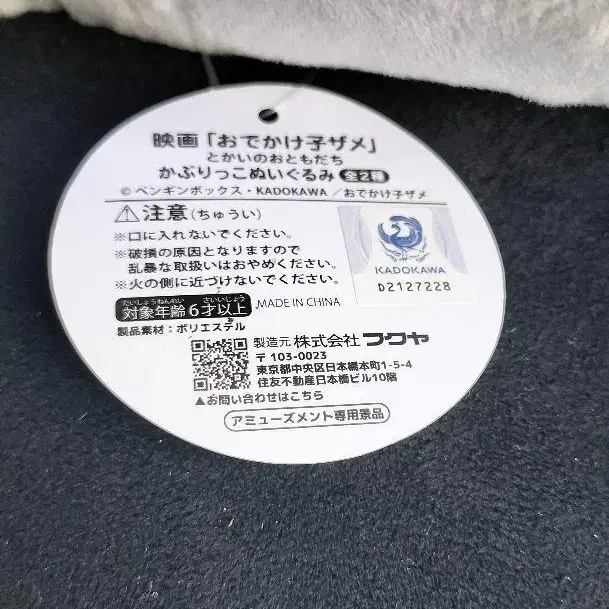 映画「おでかけ子ザメ」
とかいのおともだち
かぶりっこぬいぐるみ 全2種
© ペンギンボックス・KADOKAWA／おでかけ子ザメ
⚠注意（ちゅうい）
※口に入れないでください。
※破損の原因となりますので
乱暴な取扱いはおやめください。
※火の側に近づけないでください。
KADOKAWA
D2127228
たいしょうねんれい さいいじょう
対象年齢6才以上 MADE IN CHINA
製品素材：ポリエステル
製造元 株式会社 フクヤ
〒103-0023
東京都中央区日本橋本町1-5-4
住友不動産日本橋ビル10階
▲お問い合わせはこちら
アミューズメント専用景品